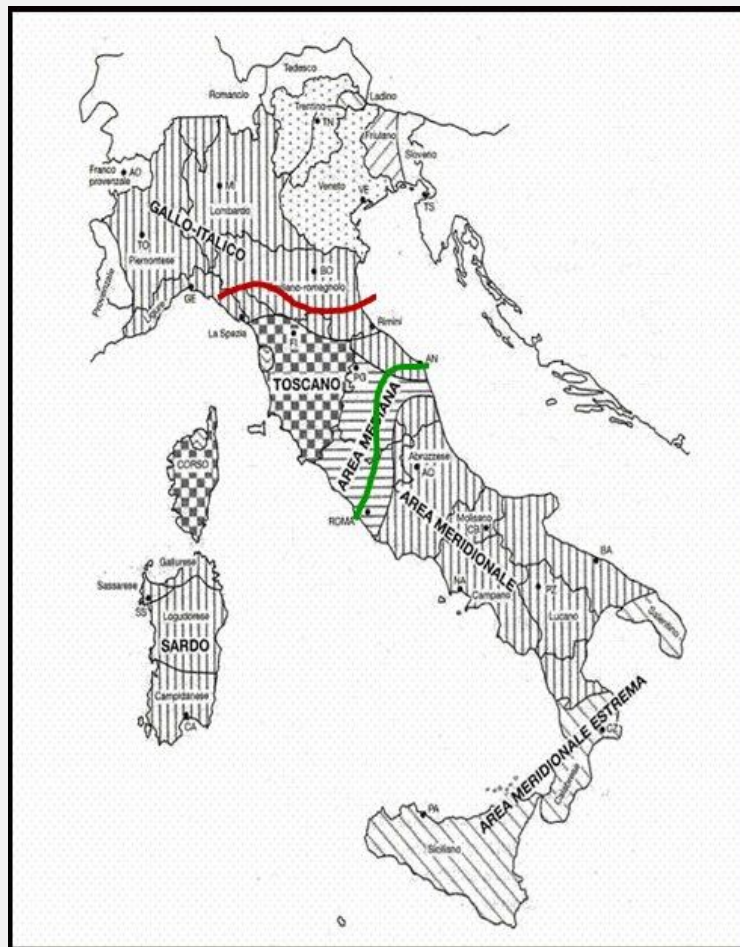 Tedesco
Romancio
Ladino
Trentino
TN
Friulano
Sloveno
Franco
provenzale
AO
MI
Lombardo
Veneto
VE
TS
GALLO-ITALICO
TO
Piemontese
Provenzale
BO
GE
Rimini
La Spazia
FI
AN
PG
TOSCANO
AREA MEDIANA
CORSO
Abruzzese
AQ
ROMA
AREA MERIDIONALE
Molisano
CB
Gallurese
Sassarese
SS
BA
NA
Campano
PZ
Lucano
Salentino
Logudorese
SARDO
Campidanese
CA
CZ
AREA MERIDIONALE ESTREMA
Calabrese
PA
Siciliano